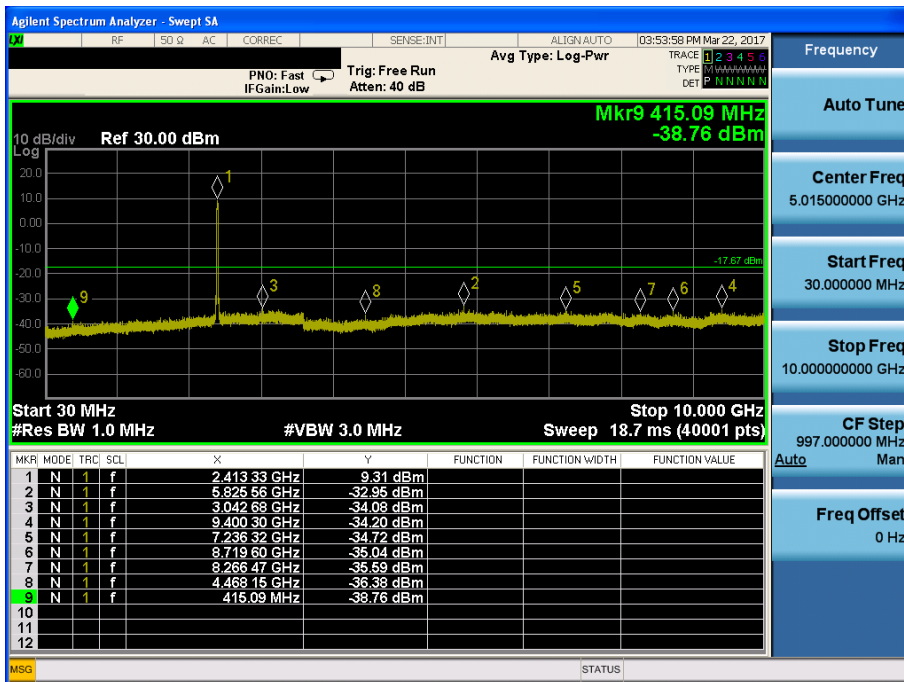 Agilent Spectrum Analyzer - Swept SA
LXI RF 50 Ω AC CORREC SENSE:INT ALIGN AUTO 03:53:58 PM Mar 22, 2017
PNO: Fast
IFGain:Low
Trig: Free Run
Atten: 40 dB
Avg Type: Log-Pwr
TRACE 1 2 3 4 5 6
TYPE M
DET P N N N N N
Mkr9 415.09 MHz
-38.76 dBm
10 dB/div Ref 30.00 dBm
Log
20.0
10.0
0.00
-10.0
-20.0
-30.0
-40.0
-50.0
-60.0
-17.67 dBm
9 1 3 8 2 5 7 6 4
Start 30 MHz Stop 10.000 GHz
#Res BW 1.0 MHz #VBW 3.0 MHz Sweep 18.7 ms (40001 pts)
MKR MODE TRC SCL X Y FUNCTION FUNCTION WIDTH FUNCTION VALUE
1 N 1 f 2.413 33 GHz 9.31 dBm
2 N 1 f 5.825 56 GHz -32.95 dBm
3 N 1 f 3.042 68 GHz -34.08 dBm
4 N 1 f 9.400 30 GHz -34.20 dBm
5 N 1 f 7.236 32 GHz -34.72 dBm
6 N 1 f 8.719 60 GHz -35.04 dBm
7 N 1 f 8.266 47 GHz -35.59 dBm
8 N 1 f 4.468 15 GHz -36.38 dBm
9 N 1 f 415.09 MHz -38.76 dBm
10
11
12
MSG STATUS
Frequency
Auto Tune
Center Freq
5.015000000 GHz
Start Freq
30.000000 MHz
Stop Freq
10.000000000 GHz
CF Step
997.000000 MHz
Auto Man
Freq Offset
0 Hz